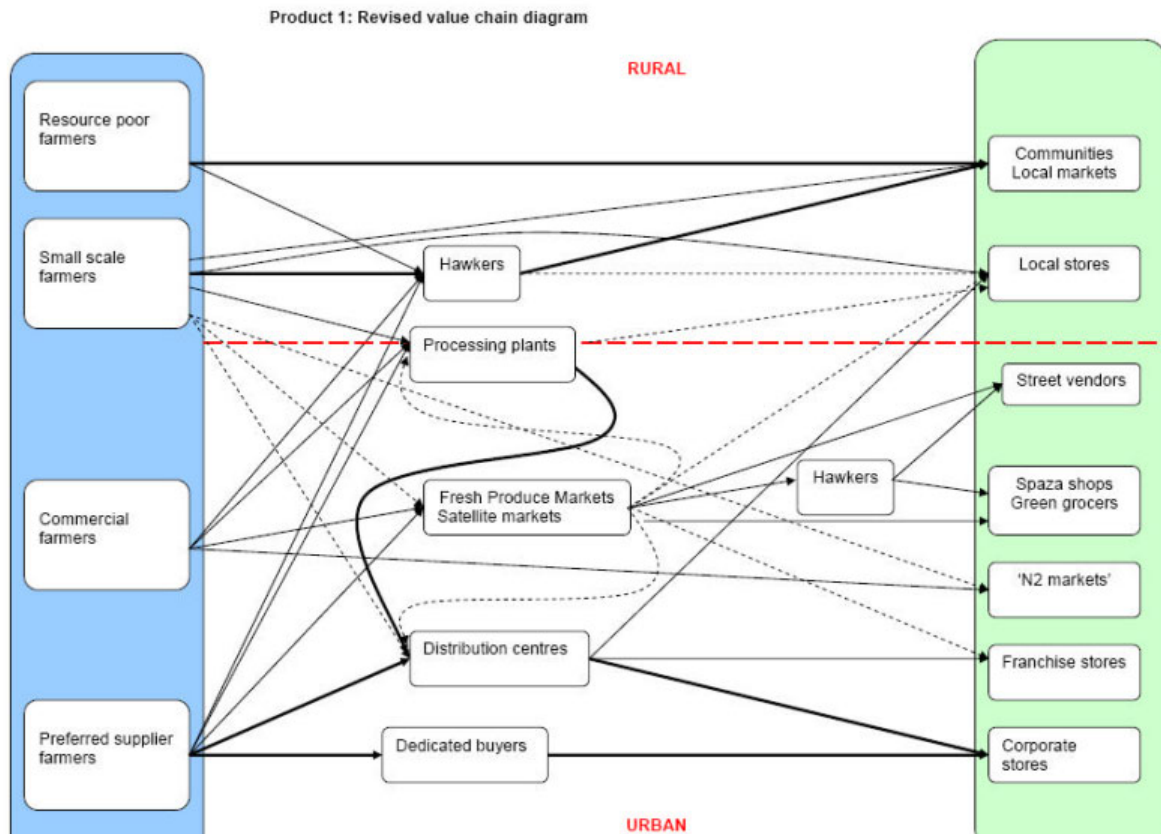 Product 1: Revised value chain diagram
RURAL
Resource poor
farmers
Communities
Local markets
Small scale
farmers
Hawkers
Local stores
Processing plants
Street vendors
Commercial
farmers
Fresh Produce Markets
Satellite markets
Hawkers
Spaza shops
Green grocers
'N2 markets'
Distribution centres
Franchise stores
Preferred supplier
farmers
Dedicated buyers
Corporate
stores
URBAN